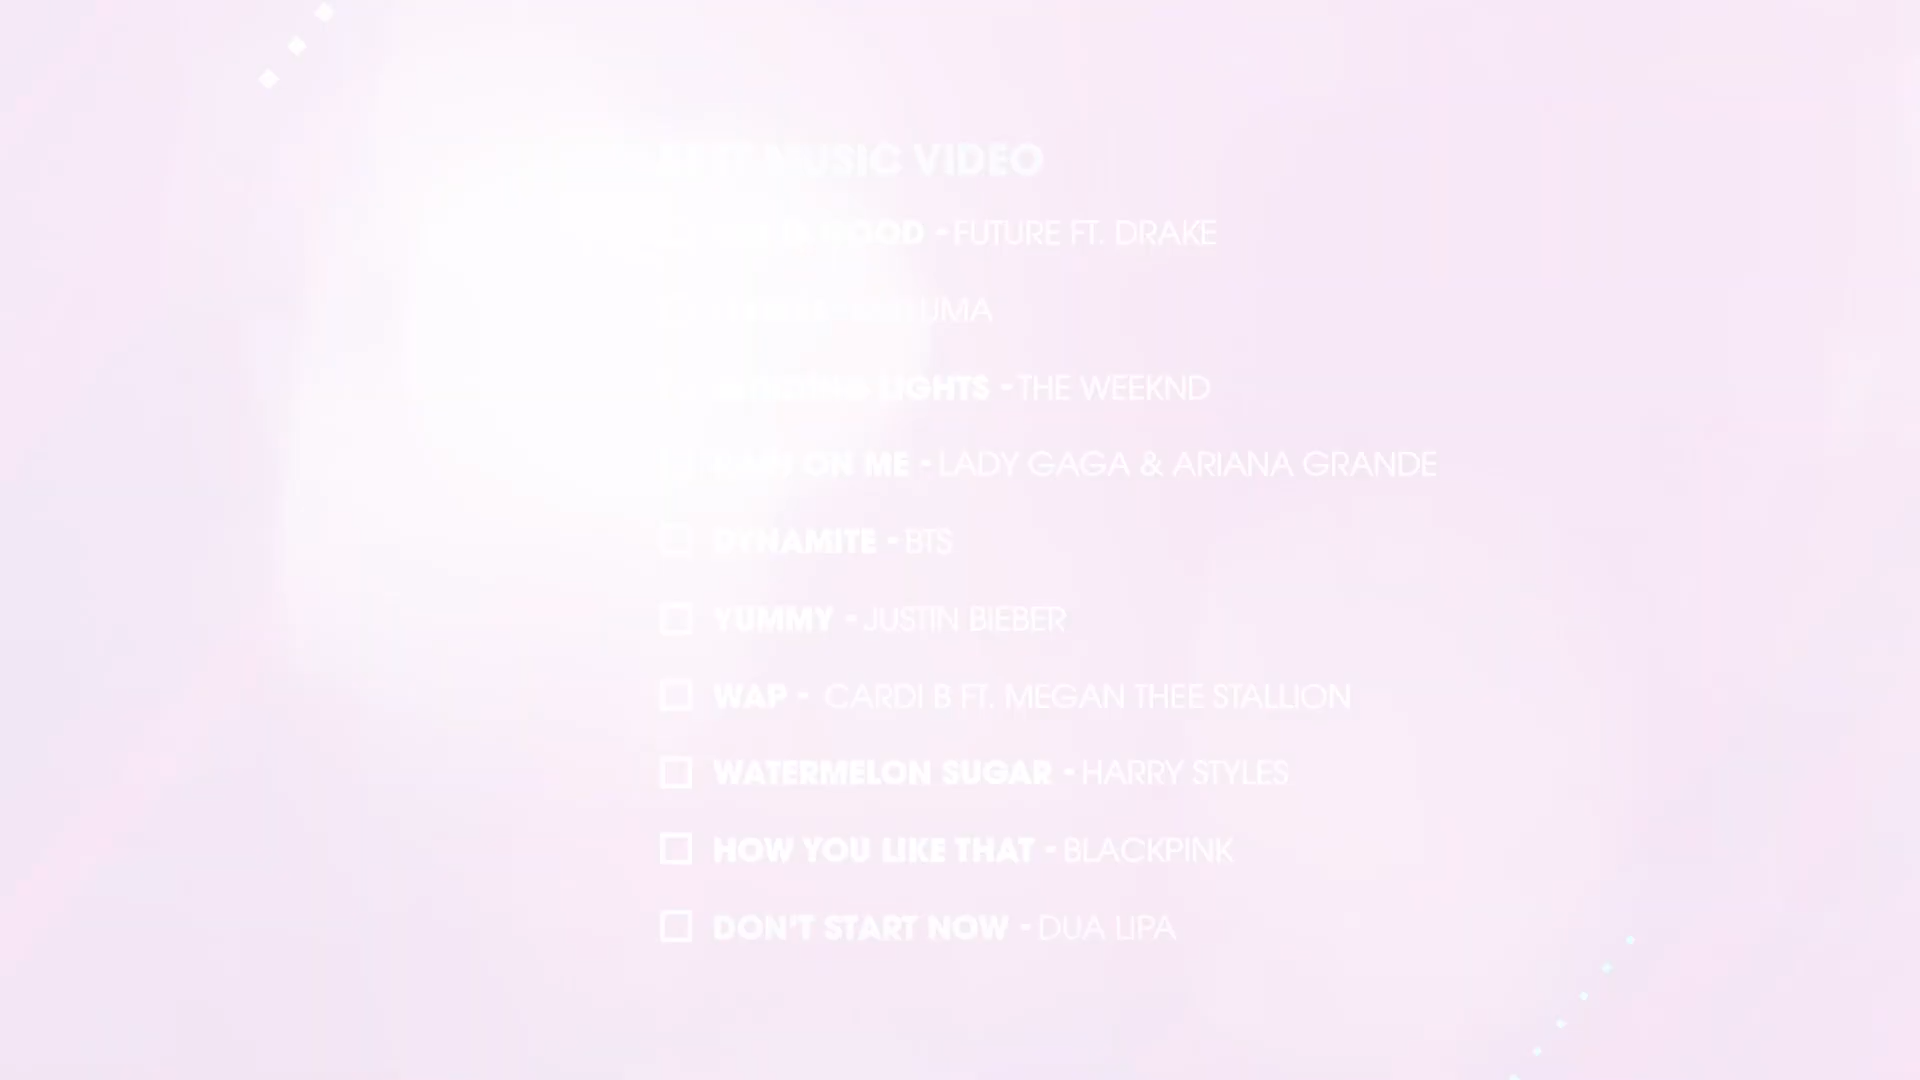 MUSIC VIDEO
- FUTURE FT. DRAKE
LIGHTS - THE WEEKND
ON ME - LADY GAGA & ARIANA GRANDE
DYNAMITE - BTS
YUMMY - JUSTIN BIEBER
WAP - CARDI B FT. MEGAN THEE STALLION
WATERMELON SUGAR - HARRY STYLES
HOW YOU LIKE THAT - BLACKPINK
DON'T START NOW - DUA LIPA